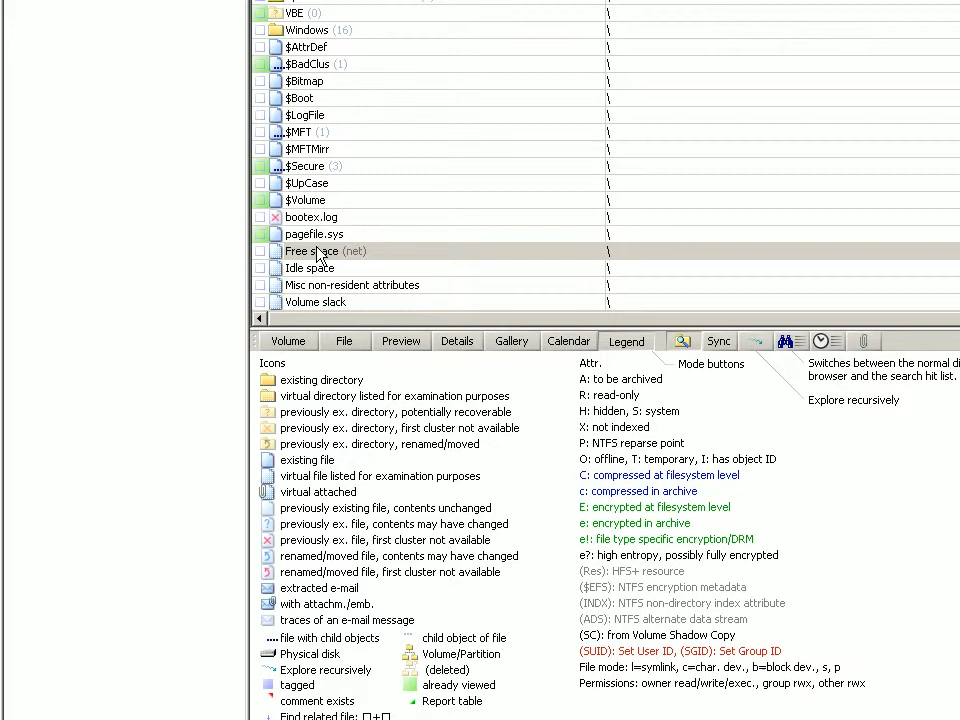 VBE (0)
Windows (16) \
$AttrDef \
$BadClus (1) \
$Bitmap \
$Boot \
$LogFile \
$MFT (1) \
$MFTMirr \
$Secure (3) \
$UpCase \
$Volume \
bootex.log \
pagefile.sys \
Free space (net) \
Idle space \
Misc non-resident attributes \
Volume slack \
Volume File Preview Details Gallery Calendar Legend Sync
Icons
existing directory
virtual directory listed for examination purposes
previously ex. directory, potentially recoverable
previously ex. directory, first cluster not available
previously ex. directory, renamed/moved
existing file
virtual file listed for examination purposes
virtual attached
previously existing file, contents unchanged
previously ex. file, contents may have changed
previously ex. file, first cluster not available
renamed/moved file, contents may have changed
renamed/moved file, first cluster not available
extracted e-mail
with attachm./emb.
traces of an e-mail message
file with child objects
Physical disk
Explore recursively
tagged
comment exists
Find related file:
child object of file
Volume/Partition
(deleted)
already viewed
Report table
Attr.
A: to be archived
R: read-only
H: hidden, S: system
X: not indexed
P: NTFS reparse point
O: offline, T: temporary, I: has object ID
C: compressed at filesystem level
c: compressed in archive
E: encrypted at filesystem level
e: encrypted in archive
e!: file type specific encryption/DRM
e?: high entropy, possibly fully encrypted
(Res): HFS+ resource
($EFS): NTFS encryption metadata
(INDX): NTFS non-directory index attribute
(ADS): NTFS alternate data stream
(SC): from Volume Shadow Copy
(SUID): Set User ID, (SGID): Set Group ID
File mode: l=symlink, c=char. dev., b=block dev., s, p
Permissions: owner read/write/exec., group rwx, other rwx
Mode buttons
Switches between the normal di
browser and the search hit list.
Explore recursively